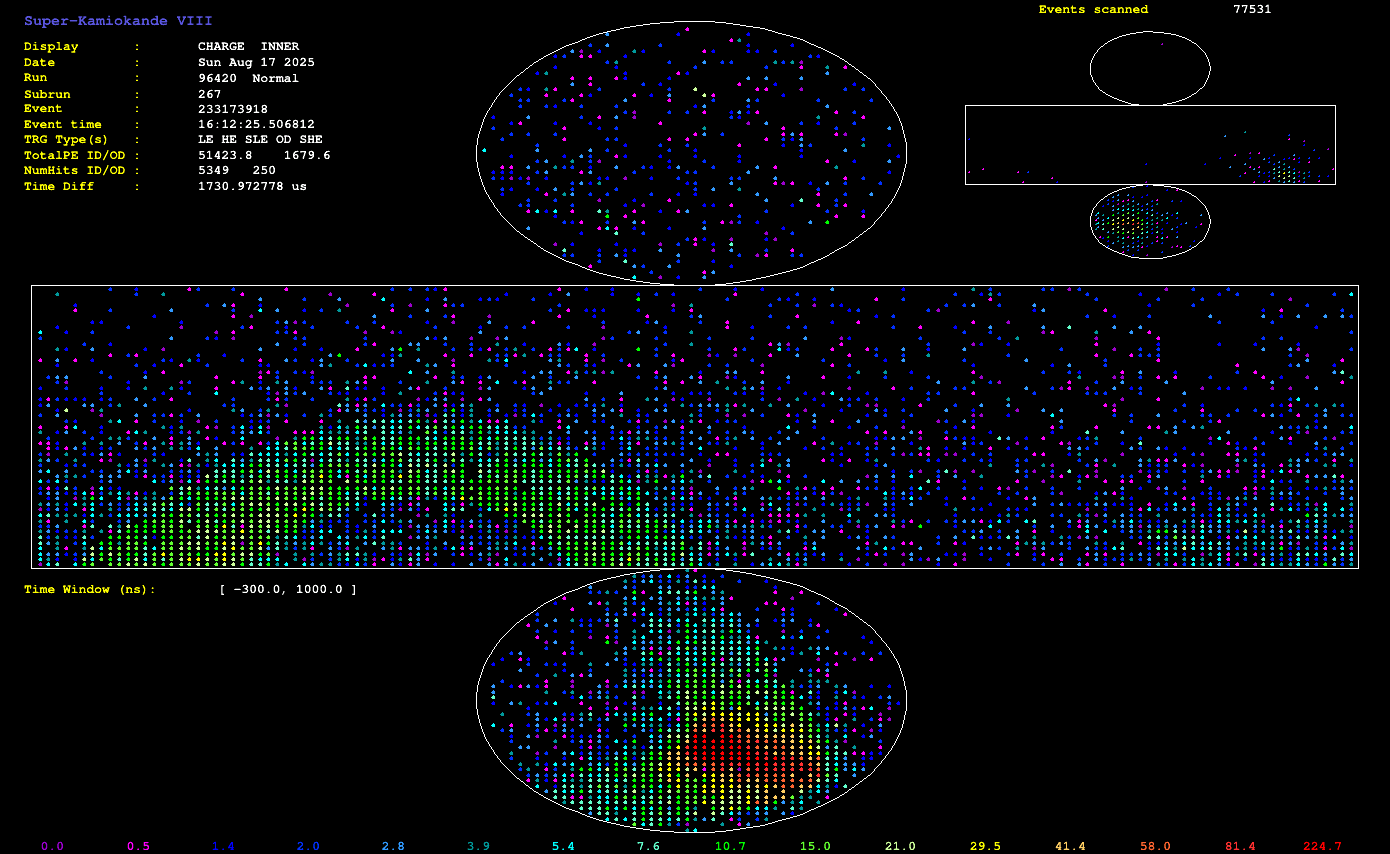 Super-Kamiokande VIII
Events scanned 77531
Display : CHARGE INNER
Date : Sun Aug 17 2025
Run : 96420 Normal
Subrun : 267
Event : 233173918
Event time : 16:12:25.506812
TRG Type(s) : LE HE SLE OD SHE
TotalPE ID/OD : 51423.8 1679.6
NumHits ID/OD : 5349 250
Time Diff : 1730.972778 us
Time Window (ns): [ -300.0, 1000.0 ]
0.0 0.5 1.4 2.0 2.8 3.9 5.4 7.6 10.7 15.0 21.0 29.5 41.4 58.0 81.4 224.7